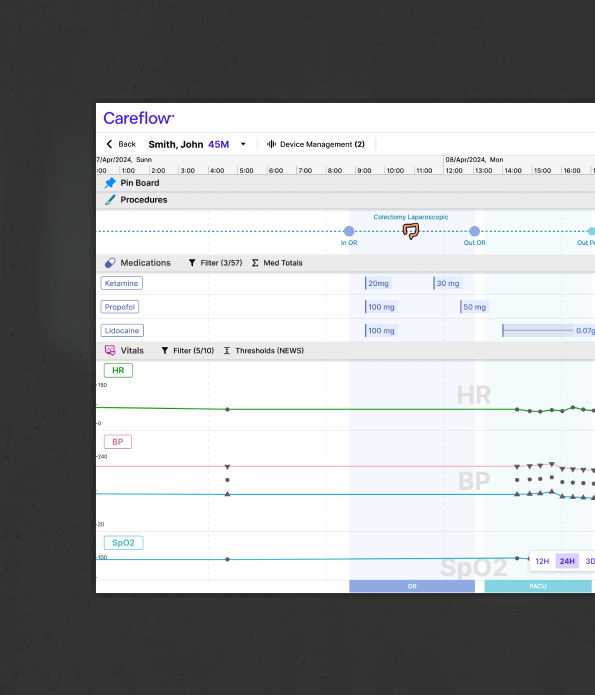 Careflow
Back Smith, John 45M Device Management (2)
7/Apr/2024, Sunn 08/Apr/2024, Mon
:00 1:00 2:00 3:00 4:00 5:00 6:00 7:00 8:00 9:00 10:00 11:00 12:00 13:00 14:00 15:00 16:00 1
Pin Board
Procedures
Colectomy Laparoscopic
In OR Out OR Out P
Medications Filter (3/57) Σ Med Totals
Ketamine 20mg 30 mg
Propofol 100 mg 50 mg
Lidocaine 100 mg 0.07g
Vitals Filter (5/10) Thresholds (NEWS)
HR
-150
HR
-0
BP
-240
BP
-20
SpO2
-100
SpO2
12H 24H 3D
OR PACU